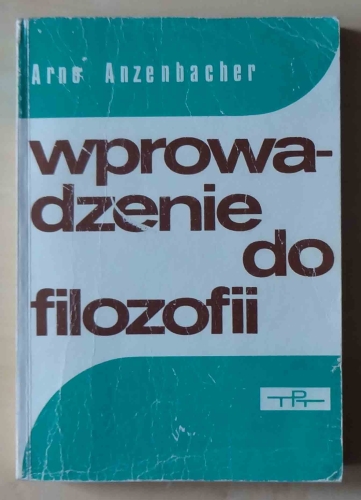 Arno Anzenbacher
wprowa-
dzenie
do
filozofii
TPT